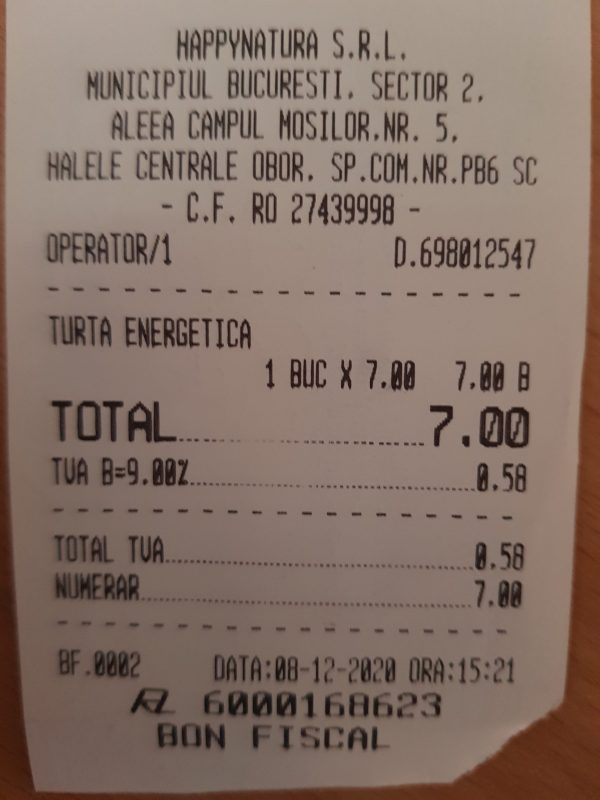 HAPPYNATURA S.R.L.
MUNICIPIUL BUCURESTI, SECTOR 2,
ALEEA CAMPUL MOSILOR,NR. 5,
HALELE CENTRALE OBOR, SP.COM.NR.PB6 SC
- C.F. RO 27439998 -
OPERATOR/1 D.698012547
TURTA ENERGETICA
1 BUC X 7.00 7.00 B
TOTAL 7.00
TVA B=9.00% 0.58
TOTAL TVA 0.58
NUMERAR 7.00
BF.0002 DATA:08-12-2020 ORA:15:21
6000168623
BON FISCAL